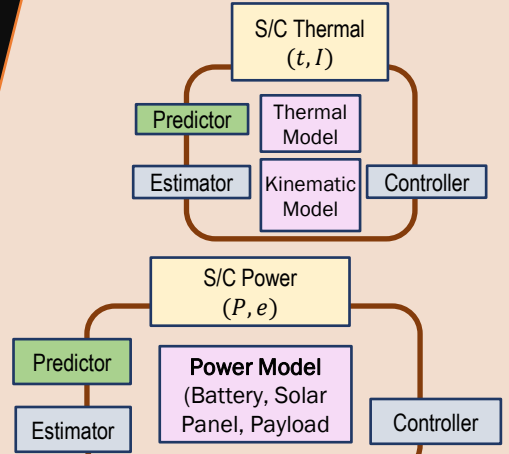 S/C Thermal
(t, I)
Predictor
Thermal
Model
Estimator
Kinematic
Model
Controller
S/C Power
(P, e)
Predictor
Power Model
(Battery, Solar
Panel, Payload
Estimator
Controller